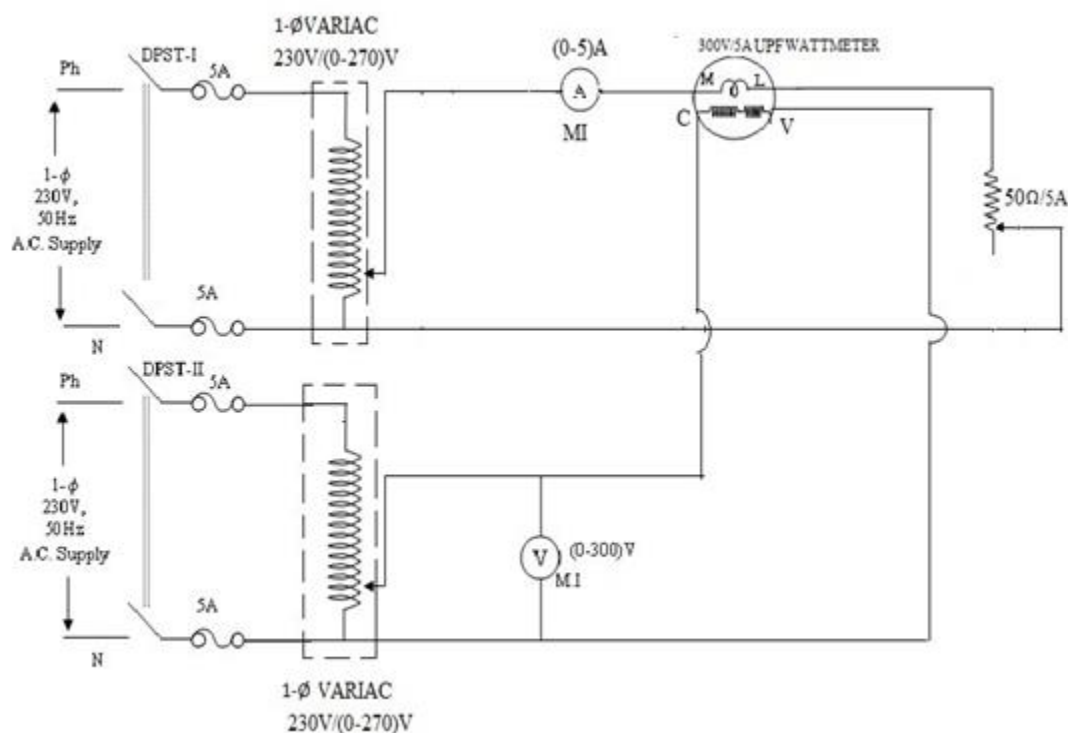 1-Ø VARIAC
230V/(0-270)V
DPST-I
(0-5)A
300V/5A UPF WATTMETER
Ph
5A
M
L
A
C
V
MI
1-ϕ
230V,
50Hz
A.C. Supply
50Ω/5A
5A
N
DPST-II
Ph
5A
1-ϕ
230V,
50Hz
A.C. Supply
V
(0-300)V
M.I
5A
N
1-Ø VARIAC
230V/(0-270)V